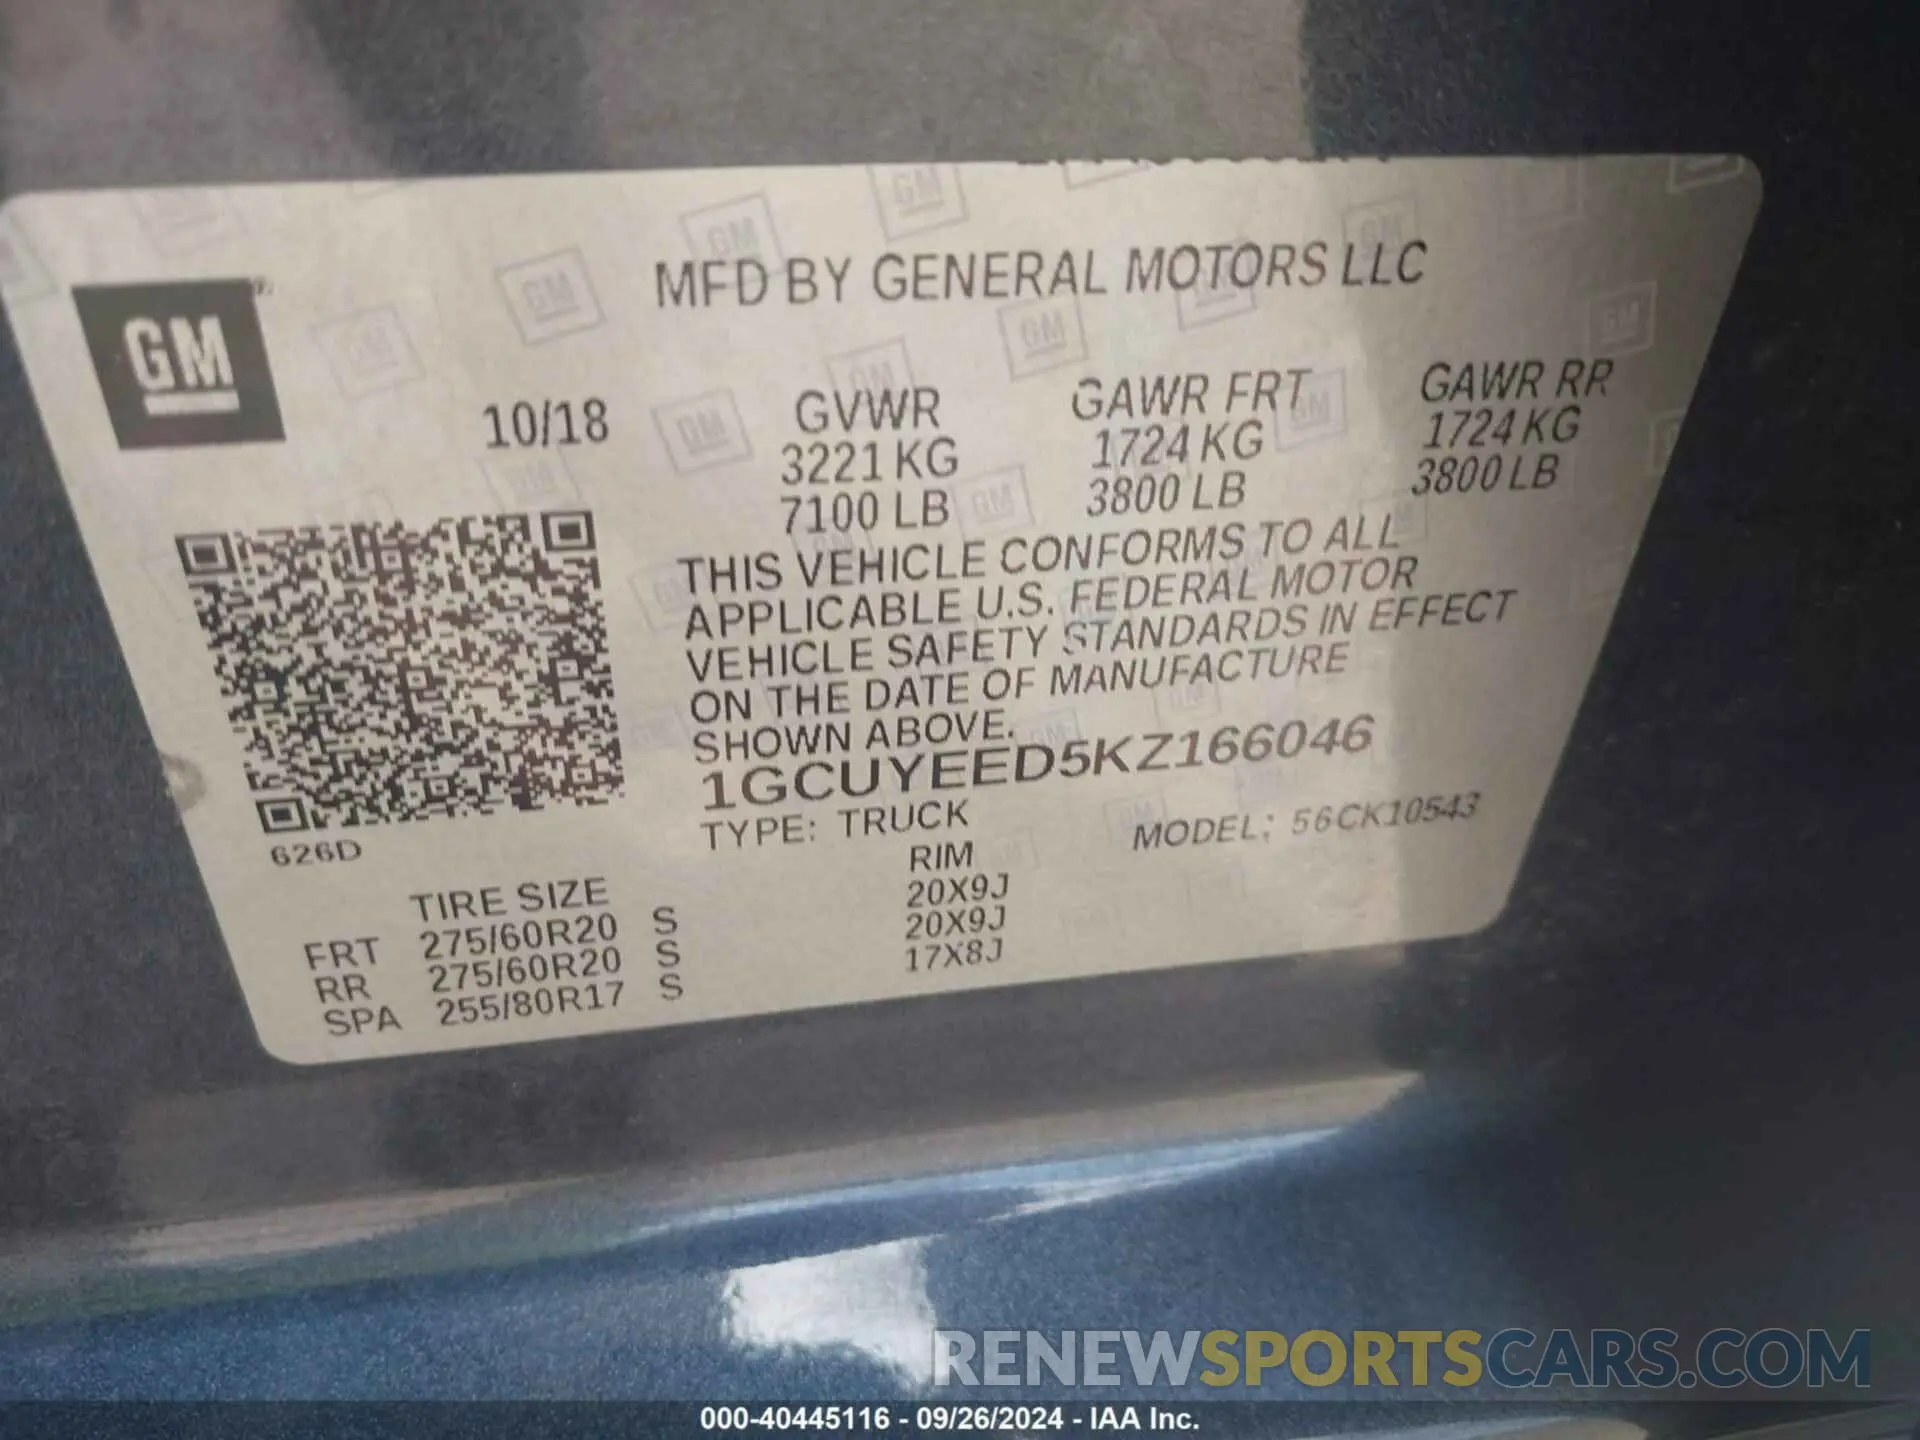 MFD BY GENERAL MOTORS LLC
GM
10/18
GVWR GAWR FRT GAWR RR
3221 KG 1724 KG 1724 KG
7100 LB 3800 LB 3800 LB
THIS VEHICLE CONFORMS TO ALL
APPLICABLE U.S. FEDERAL MOTOR
VEHICLE SAFETY STANDARDS IN EFFECT
ON THE DATE OF MANUFACTURE
SHOWN ABOVE.
1GCUYEED5KZ166046
TYPE: TRUCK MODEL: 56CK10543
626D
TIRE SIZE RIM
FRT 275/60R20 S 20X9J
RR 275/60R20 S 20X9J
SPA 255/80R17 S 17X8J
RENEWSPORTSCARS.COM
000-40445116 - 09/26/2024 - IAA Inc.